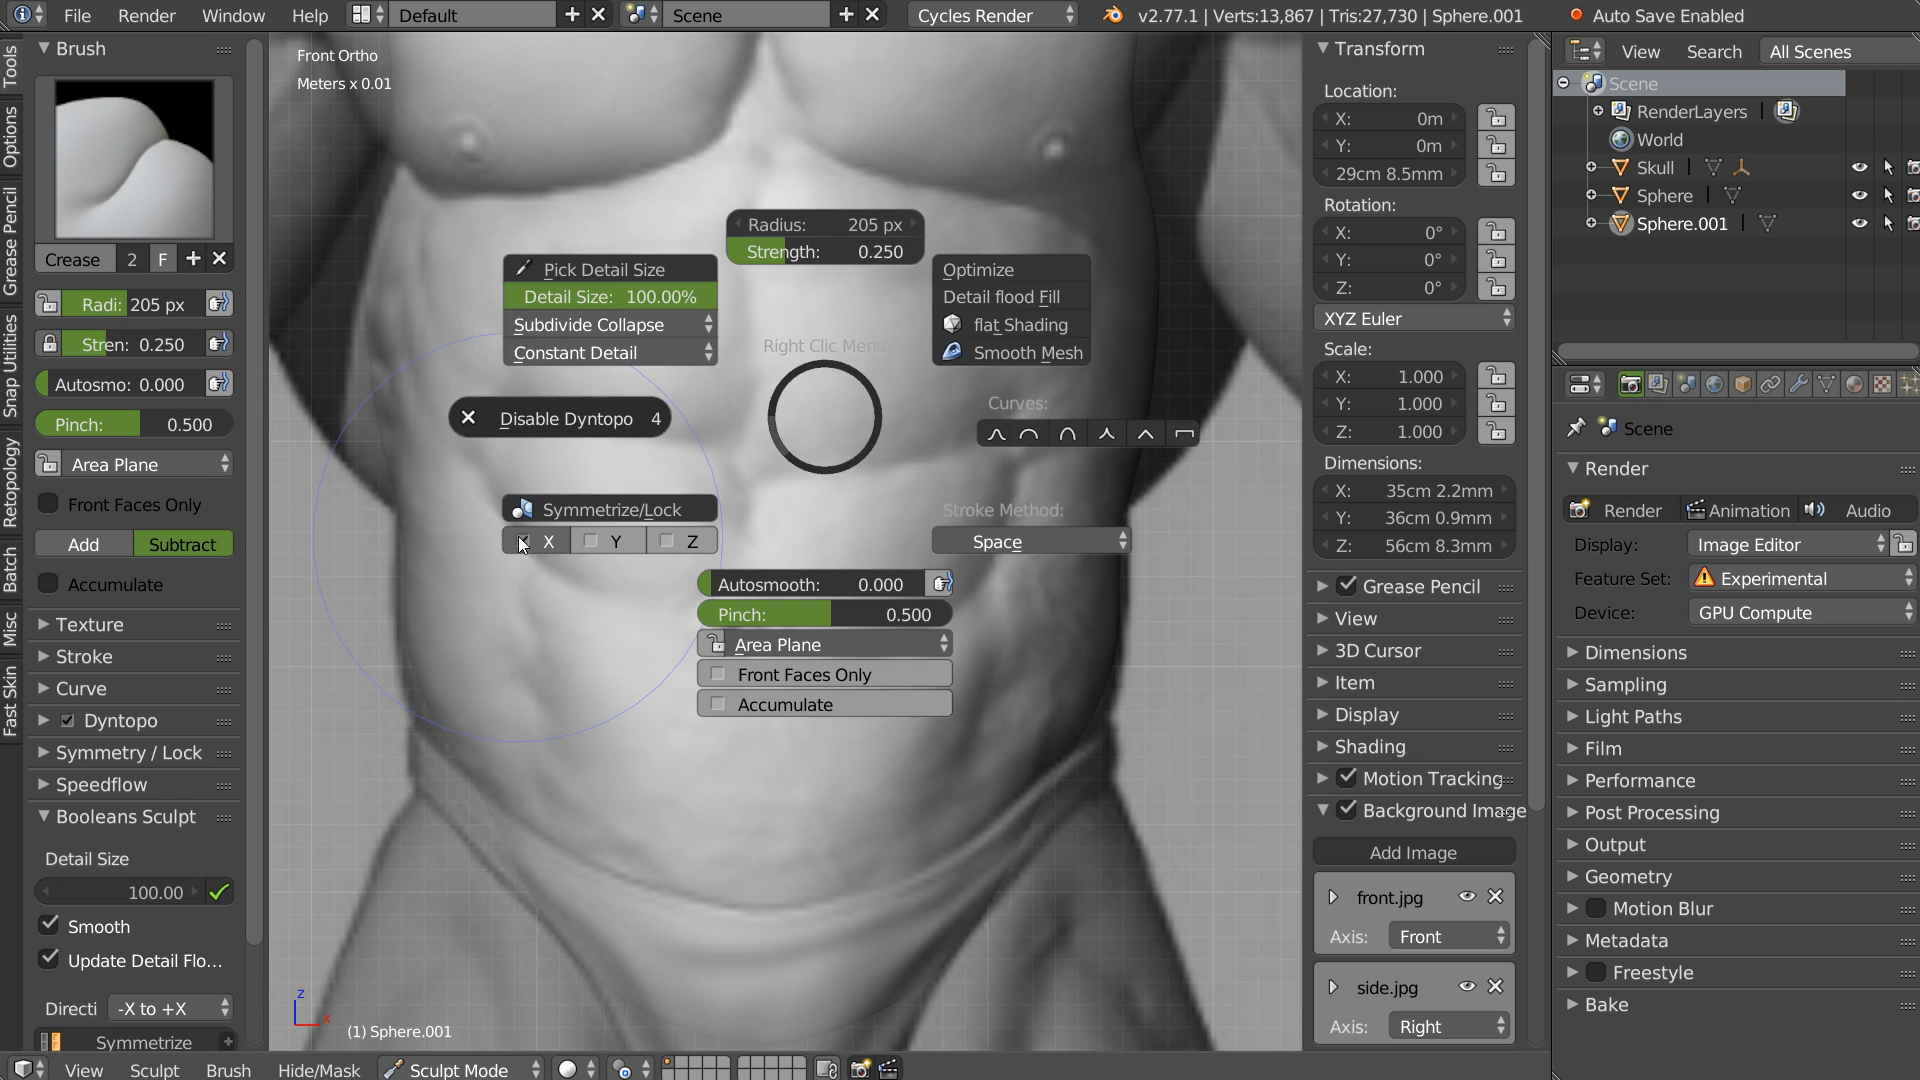 File Render Window Help Default Scene Cycles Render v2.77.1 | Verts:13,867 | Tris:27,730 | Sphere.001 Auto Save Enabled
Tools
Options
Grease Pencil
Snap Utilities
Retopology
Batch
Misc
Fast Skin
Brush
Crease 2 F
Radi: 205 px
Stren: 0.250
Autosmo: 0.000
Pinch: 0.500
Area Plane
Front Faces Only
Add Subtract
Accumulate
Texture
Stroke
Curve
Dyntopo
Symmetry / Lock
Speedflow
Booleans Sculpt
Detail Size
100.00
Smooth
Update Detail Flo...
Directi -X to +X
Symmetrize
Front Ortho
Meters x 0.01
Radius: 205 px
Strength: 0.250
Pick Detail Size
Detail Size: 100.00%
Subdivide Collapse
Constant Detail
Optimize
Detail flood Fill
flat Shading
Smooth Mesh
Right Clic Menu
Disable Dyntopo 4
Curves:
Symmetrize/Lock
X Y Z
Stroke Method:
Space
Autosmooth: 0.000
Pinch: 0.500
Area Plane
Front Faces Only
Accumulate
z
x
(1) Sphere.001
View Sculpt Brush Hide/Mask Sculpt Mode
Transform
Location:
X: 0m
Y: 0m
29cm 8.5mm
Rotation:
X: 0°
Y: 0°
Z: 0°
XYZ Euler
Scale:
X: 1.000
Y: 1.000
Z: 1.000
Dimensions:
X: 35cm 2.2mm
Y: 36cm 0.9mm
Z: 56cm 8.3mm
Grease Pencil
View
3D Cursor
Item
Display
Shading
Motion Tracking
Background Image
Add Image
front.jpg
Axis: Front
side.jpg
Axis: Right
View Search All Scenes
Scene
RenderLayers
World
Skull
Sphere
Sphere.001
Scene
Render
Render Animation Audio
Display: Image Editor
Feature Set: Experimental
Device: GPU Compute
Dimensions
Sampling
Light Paths
Film
Performance
Post Processing
Output
Geometry
Motion Blur
Metadata
Freestyle
Bake